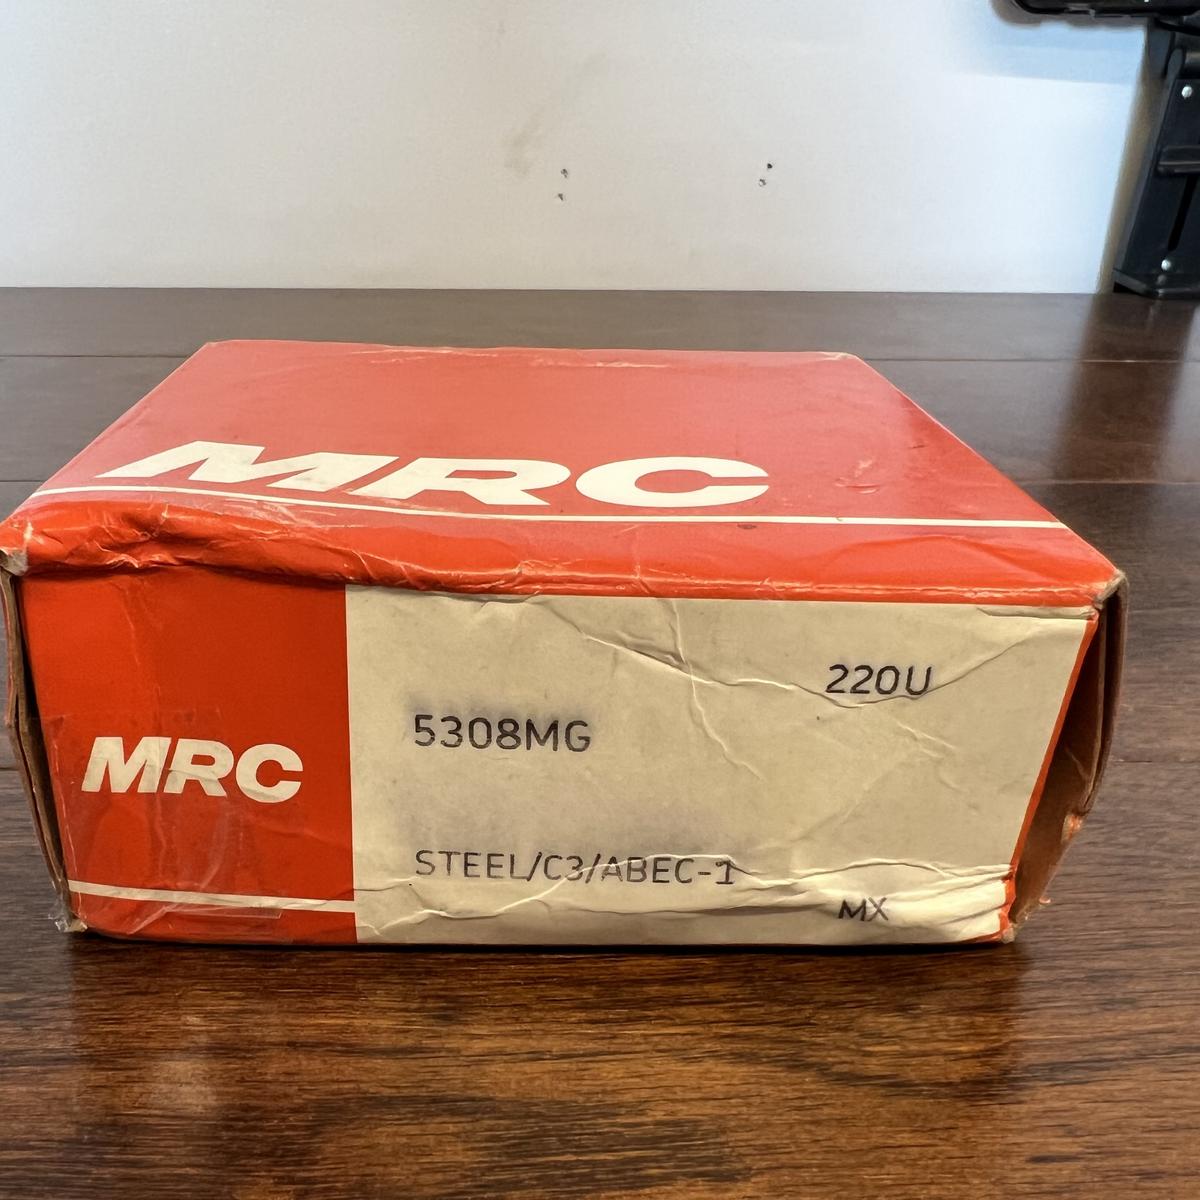 MRC
220U
5308MG
MRC
STEEL/C3/ABEC-1
MX